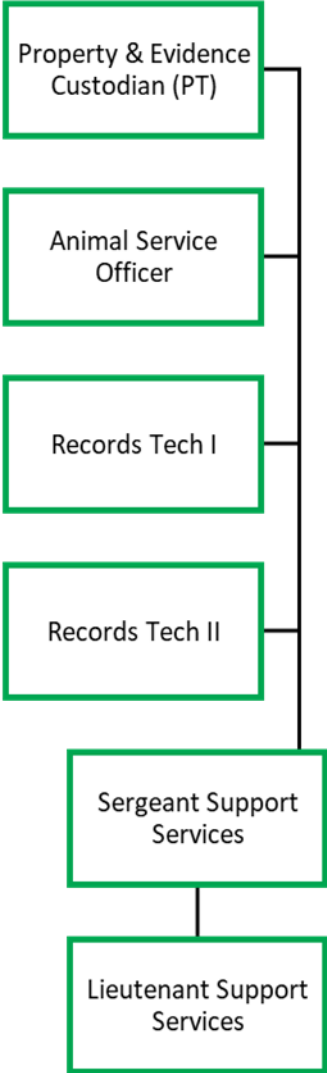 Property & Evidence
Custodian (PT)
Animal Service
Officer
Records Tech I
Records Tech II
Sergeant Support
Services
Lieutenant Support
Services